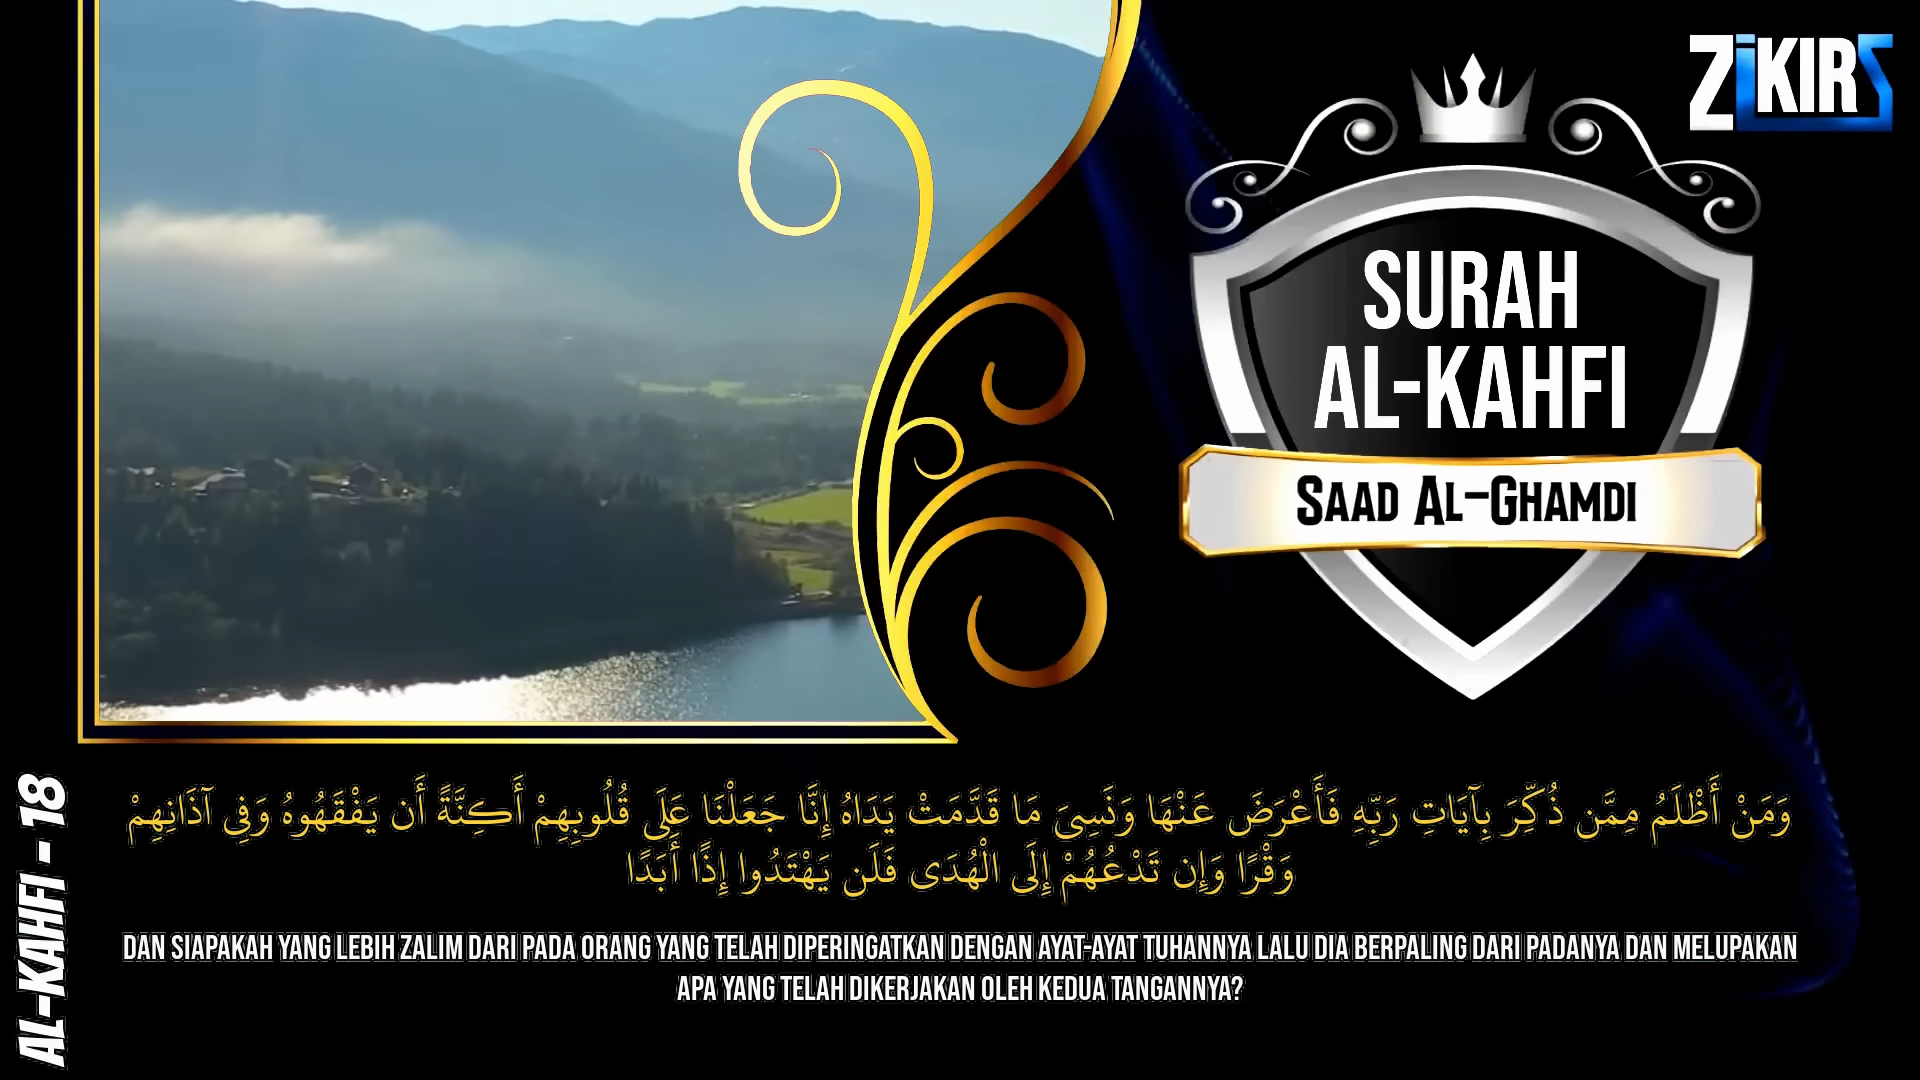 ZiKIRS
SURAH
AL-KAHFI
SAAD AL-GHAMDI
وَمَنْ أَظْلَمُ مِمَّن ذُكِّرَ بِآيَاتِ رَبِّهِ فَأَعْرَضَ عَنْهَا وَنَسِيَ مَا قَدَّمَتْ يَدَاهُ إِنَّا جَعَلْنَا عَلَى قُلُوبِهِمْ أَكِنَّةً أَن يَفْقَهُوهُ وَفِي آذَانِهِمْ
وَقْرًا وَإِن تَدْعُهُمْ إِلَى الْهُدَى فَلَن يَهْتَدُوا إِذًا أَبَدًا
DAN SIAPAKAH YANG LEBIH ZALIM DARI PADA ORANG YANG TELAH DIPERINGATKAN DENGAN AYAT-AYAT TUHANNYA LALU DIA BERPALING DARI PADANYA DAN MELUPAKAN
APA YANG TELAH DIKERJAKAN OLEH KEDUA TANGANNYA?
AL-KAHFI - 18